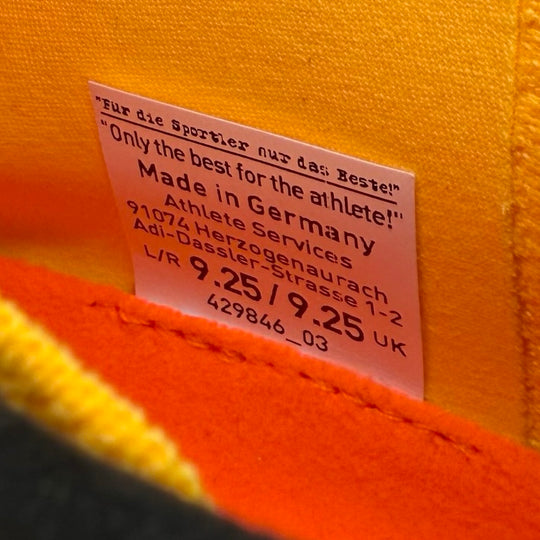 "Für die Sportler nur das Beste!"
"Only the best for the athlete!"
Made in Germany
Athlete Services
91074 Herzogenaurach
Adi-Dassler-Strasse 1-2
L/R 9.25 / 9.25 UK
429846_03